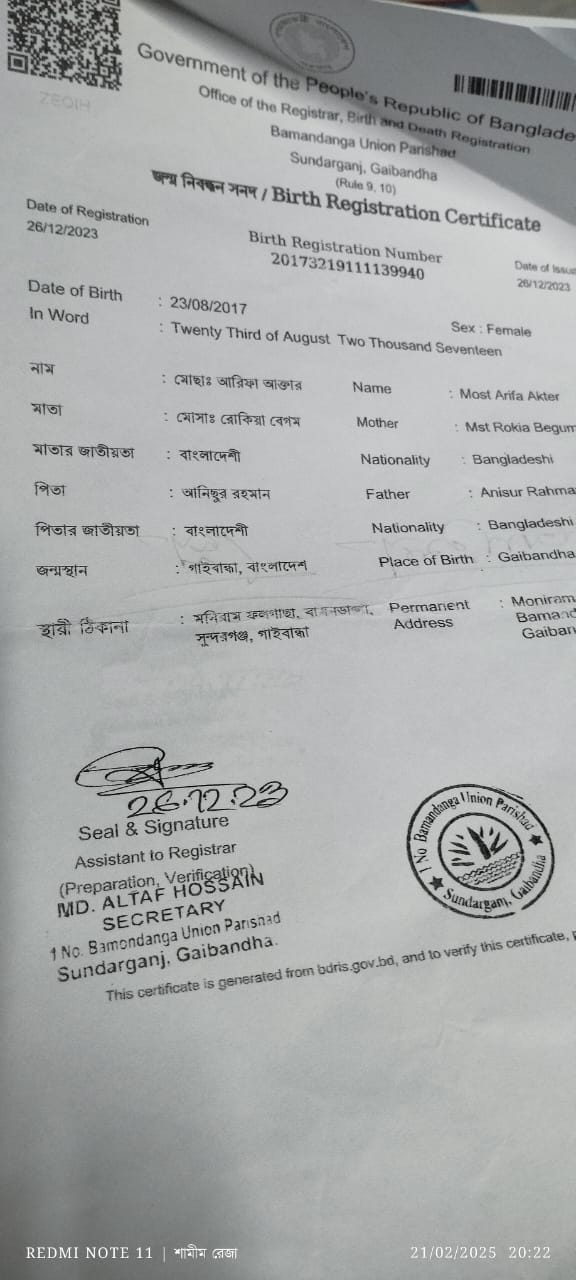 ZEQIH
Government of the People's Republic of Banglade
Office of the Registrar, Birth and Death Registration
Bamandanga Union Parishad
Sundarganj, Gaibandha
(Rule 9, 10)
জন্ম নিবন্ধন সনদ / Birth Registration Certificate
Date of Registration
26/12/2023
Birth Registration Number
20173219111139940
Date of Issu
26/12/2023
Date of Birth : 23/08/2017
Sex : Female
In Word : Twenty Third of August Two Thousand Seventeen
নাম : মোছাঃ আরিফা আক্তার Name : Most Arifa Akter
মাতা : মোসাঃ রোকিয়া বেগম Mother : Mst Rokia Begum
মাতার জাতীয়তা : বাংলাদেশী Nationality : Bangladeshi
পিতা : আনিছুর রহমান Father : Anisur Rahma
পিতার জাতীয়তা : বাংলাদেশী Nationality : Bangladeshi
জন্মস্থান : গাইবান্ধা, বাংলাদেশ Place of Birth : Gaibandha
স্থায়ী ঠিকানা : মনিরাম ফলগাছা, বামনডাঙ্গা, Permanent : Moniram
সুন্দরগঞ্জ, গাইবান্ধা Address Bamand
Gaiban
26.12.23
Seal & Signature
Assistant to Registrar
(Preparation, Verification)
MD. ALTAF HOSSAIN
SECRETARY
1 No. Bamondanga Union Parishad
Sundarganj, Gaibandha.
1 No Bamandanga Union Parishad
Sundarganj, Gaibandha
This certificate is generated from bdris.gov.bd, and to verify this certificate,
REDMI NOTE 11 | শামীম রেজা
21/02/2025 20:22